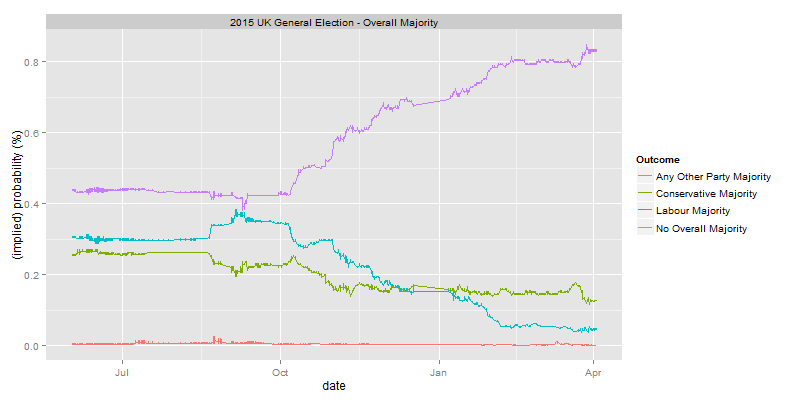 2015 UK General Election - Overall Majority
(implied) probability (%)
0.8
0.6
0.4
0.2
0.0
Jul
Oct
Jan
Apr
date
Outcome
Any Other Party Majority
Conservative Majority
Labour Majority
No Overall Majority